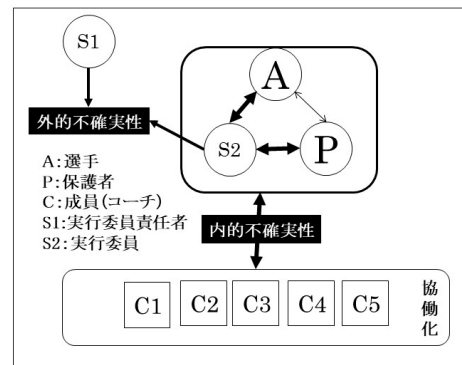 S1
A
外的不確実性
S2
P
A:選手
P:保護者
C:成員(コーチ)
S1:実行委員責任者
S2:実行委員
内的不確実性
C1 C2 C3 C4 C5
協働化